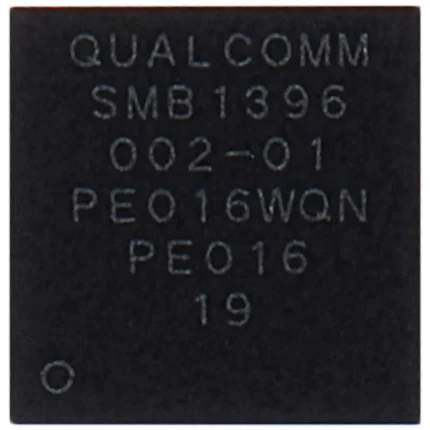 QUALCOMM
SMB1396
002-01
PE016WQN
PE016
19